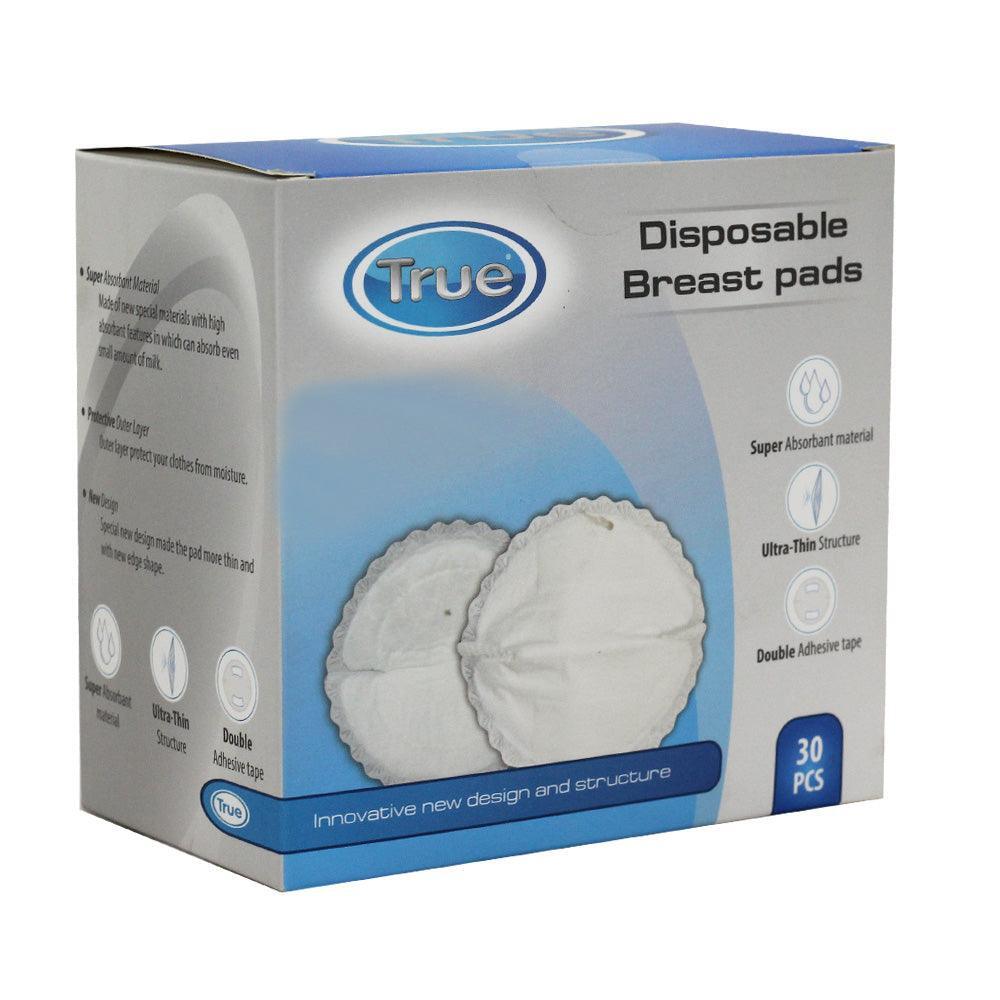 True
True
Disposable
Breast pads
Super Absorbant material
Ultra-Thin Structure
Double Adhesive tape
30
PCS
Innovative new design and structure
• Super Absorbant Material
Made of new special materials with high
absorbant features in which can absorb even
small amount of milk.
• Protective Outer Layer
Outer layer protect your clothes from moisture.
• New Design
Special new design made the pad more thin and
with new edge shape.
Super Absorbant
material
Ultra-Thin
Structure
Double
Adhesive tape
True